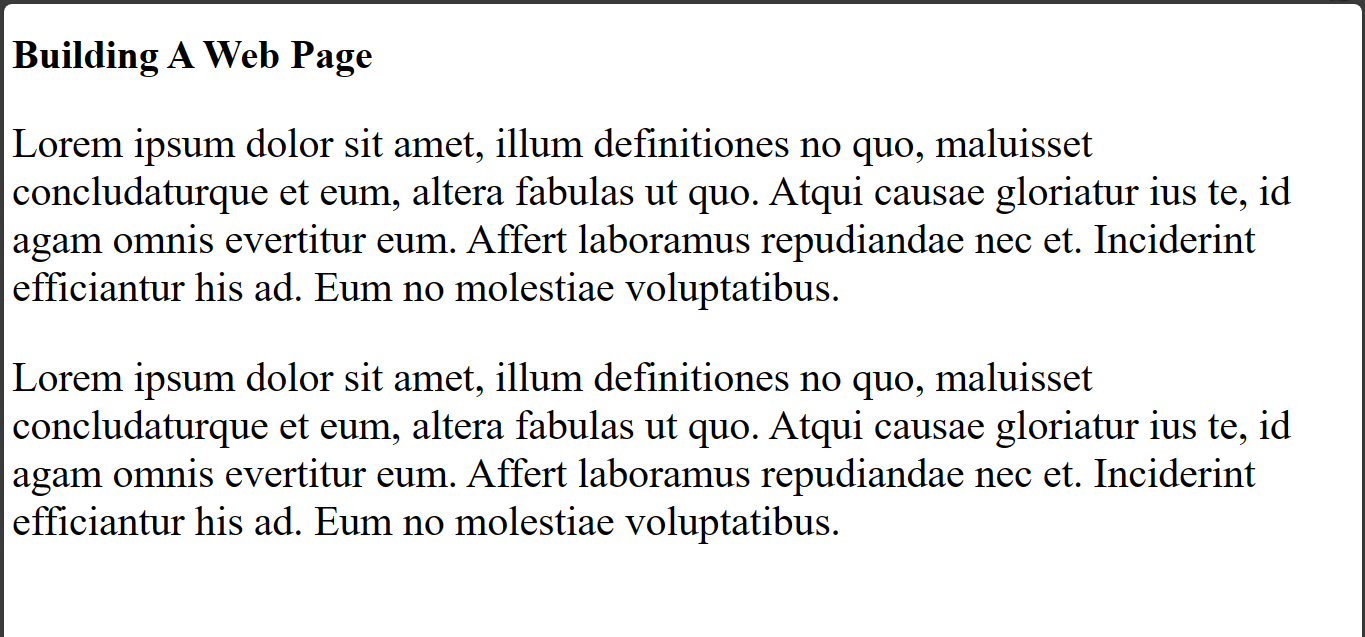 Building A Web Page
Lorem ipsum dolor sit amet, illum definitiones no quo, maluisset
concludaturque et eum, altera fabulas ut quo. Atqui causae gloriatur ius te, id
agam omnis evertitur eum. Affert laboramus repudiandae nec et. Inciderint
efficiantur his ad. Eum no molestiae voluptatibus.
Lorem ipsum dolor sit amet, illum definitiones no quo, maluisset
concludaturque et eum, altera fabulas ut quo. Atqui causae gloriatur ius te, id
agam omnis evertitur eum. Affert laboramus repudiandae nec et. Inciderint
efficiantur his ad. Eum no molestiae voluptatibus.